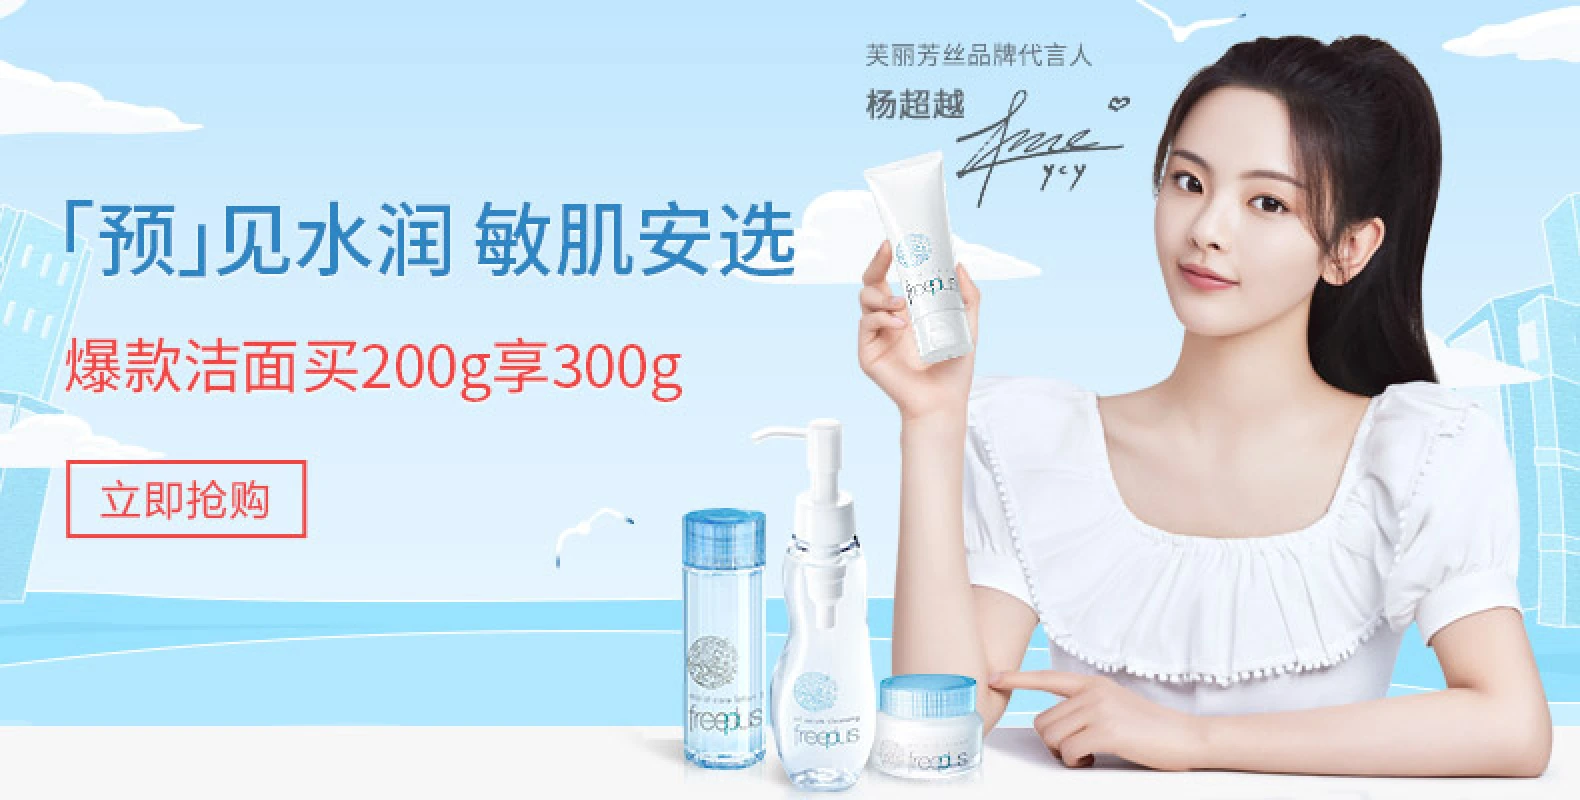 芙丽芳丝品牌代言人
杨超越
ycy
「预」见水润 敏肌安选
爆款洁面买200g享300g
立即抢购
freeplus
freeplus
freeplus
freeplus